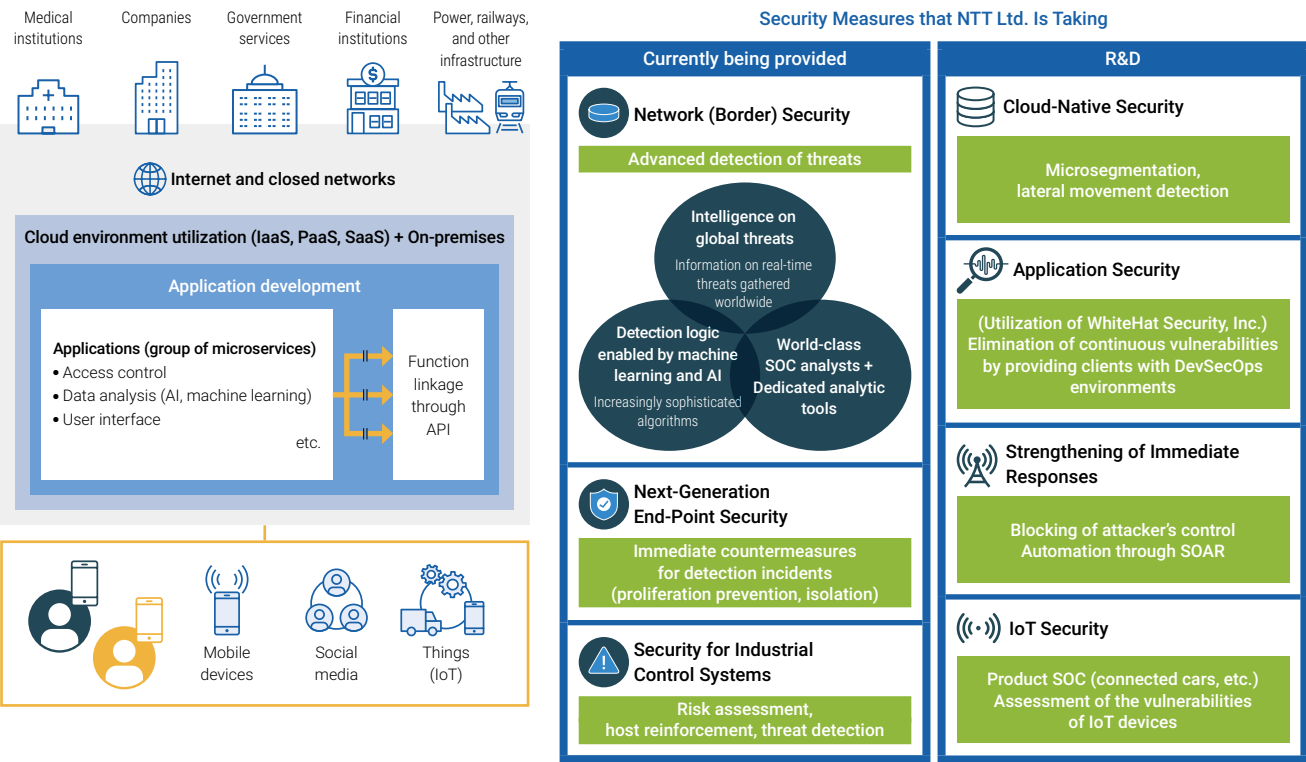 Medical
institutions
Companies
Government
services
Financial
institutions
Power, railways,
and other
infrastructure
$
Internet and closed networks
Cloud environment utilization (IaaS, PaaS, SaaS) + On-premises
Application development
Applications (group of microservices)
• Access control
• Data analysis (AI, machine learning)
• User interface
etc.
Function
linkage
through
API
Mobile
devices
Social
media
Things
(IoT)
Security Measures that NTT Ltd. Is Taking
Currently being provided
Network (Border) Security
Advanced detection of threats
Intelligence on
global threats
Information on real-time
threats gathered
worldwide
Detection logic
enabled by machine
learning and AI
Increasingly sophisticated
algorithms
World-class
SOC analysts +
Dedicated analytic
tools
Next-Generation
End-Point Security
Immediate countermeasures
for detection incidents
(proliferation prevention, isolation)
Security for Industrial
Control Systems
Risk assessment,
host reinforcement, threat detection
R&D
Cloud-Native Security
Microsegmentation,
lateral movement detection
Application Security
(Utilization of WhiteHat Security, Inc.)
Elimination of continuous vulnerabilities
by providing clients with DevSecOps
environments
Strengthening of Immediate
Responses
Blocking of attacker's control
Automation through SOAR
IoT Security
Product SOC (connected cars, etc.)
Assessment of the vulnerabilities
of IoT devices